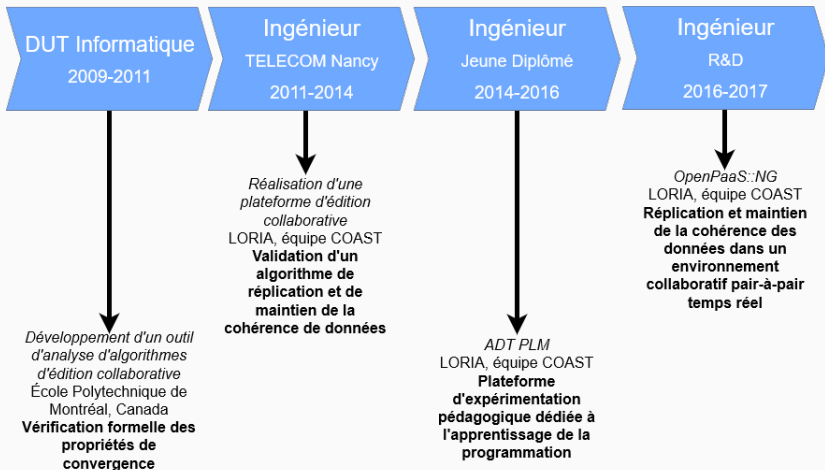 DUT Informatique
2009-2011
Ingénieur
TELECOM Nancy
2011-2014
Ingénieur
Jeune Diplômé
2014-2016
Ingénieur
R&D
2016-2017
Développement d'un outil
d'analyse d'algorithmes
d'édition collaborative
École Polytechnique de
Montréal, Canada
Vérification formelle des
propriétés de
convergence
Réalisation d'une
plateforme d'édition
collaborative
LORIA, équipe COAST
Validation d'un
algorithme de
réplication et de
maintien de la
cohérence de données
ADT PLM
LORIA, équipe COAST
Plateforme
d'expérimentation
pédagogique dédiée à
l'apprentissage de la
programmation
OpenPaaS::NG
LORIA, équipe COAST
Réplication et maintien
de la cohérence des
données dans un
environnement
collaboratif pair-à-pair
temps réel